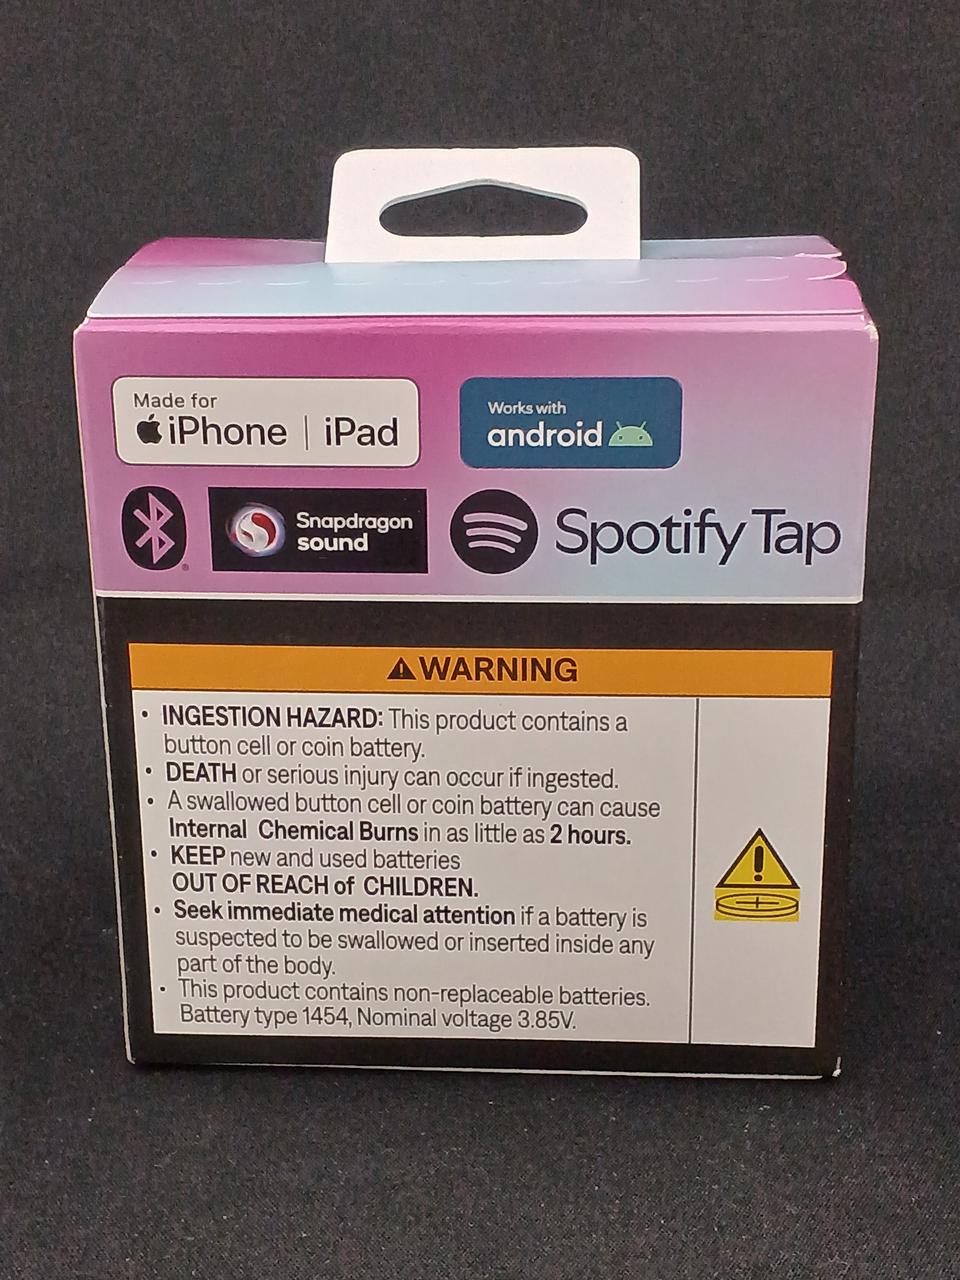 Made for
iPhone | iPad
Works with
android
Snapdragon
sound
Spotify Tap
WARNING
• INGESTION HAZARD: This product contains a
button cell or coin battery.
• DEATH or serious injury can occur if ingested.
• A swallowed button cell or coin battery can cause
Internal Chemical Burns in as little as 2 hours.
• KEEP new and used batteries
OUT OF REACH of CHILDREN.
• Seek immediate medical attention if a battery is
suspected to be swallowed or inserted inside any
part of the body.
• This product contains non-replaceable batteries.
Battery type 1454, Nominal voltage 3.85V.